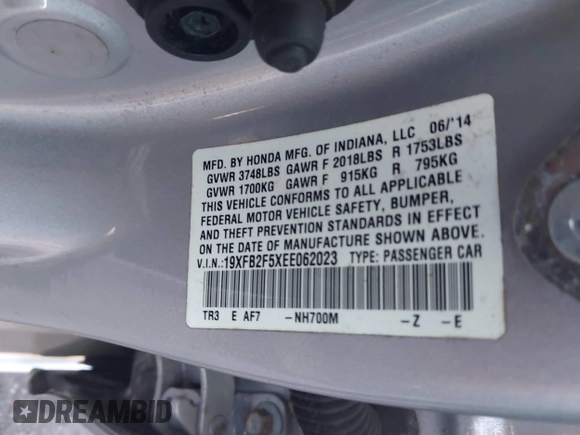 MFD. BY HONDA MFG. OF INDIANA, LLC 06/'14
GVWR 3748LBS GAWR F 2018LBS R 1753LBS
GVWR 1700KG GAWR F 915KG R 795KG
THIS VEHICLE CONFORMS TO ALL APPLICABLE
FEDERAL MOTOR VEHICLE SAFETY, BUMPER,
AND THEFT PREVENTION STANDARDS IN EFFECT
ON THE DATE OF MANUFACTURE SHOWN ABOVE.
V.I.N.:19XFB2F5XEE062023 TYPE: PASSENGER CAR
TR3 E AF7 -NH700M -Z -E
DREAMBID